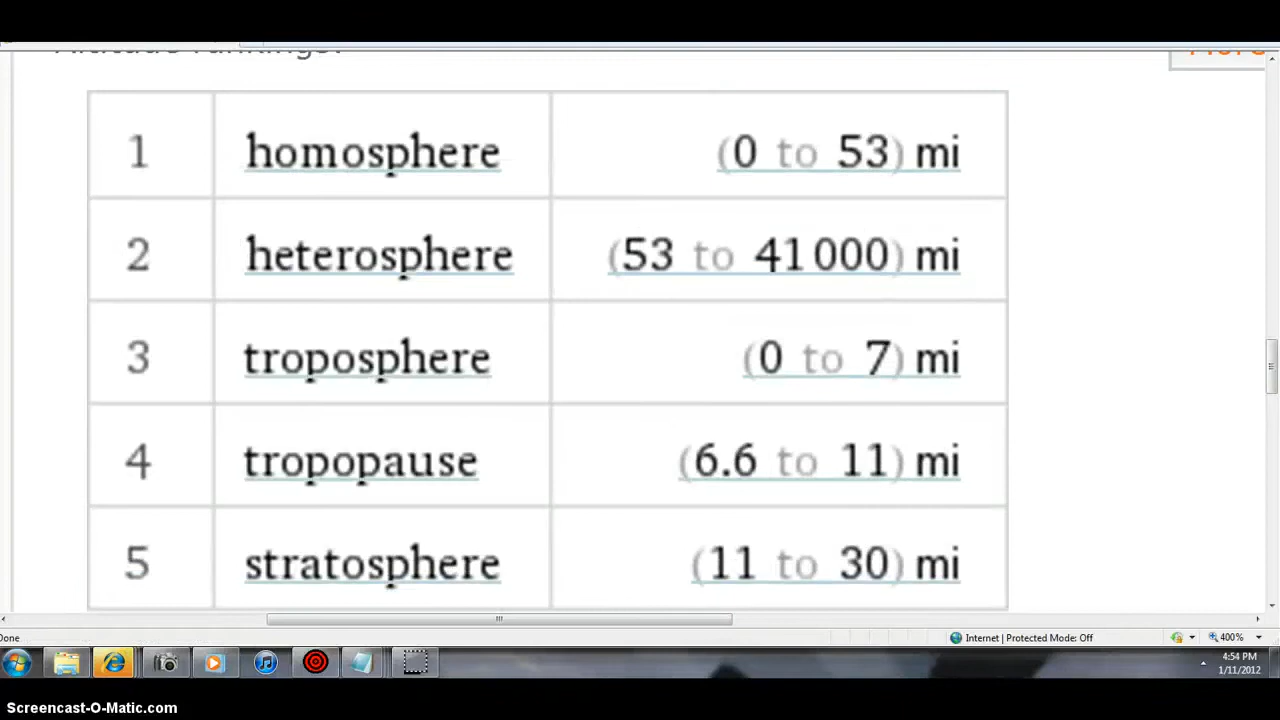 1 homosphere (0 to 53) mi
2 heterosphere (53 to 41 000) mi
3 troposphere (0 to 7) mi
4 tropopause (6.6 to 11) mi
5 stratosphere (11 to 30) mi
Done Internet | Protected Mode: Off 400%
4:54 PM
1/11/2012
Screencast-O-Matic.com